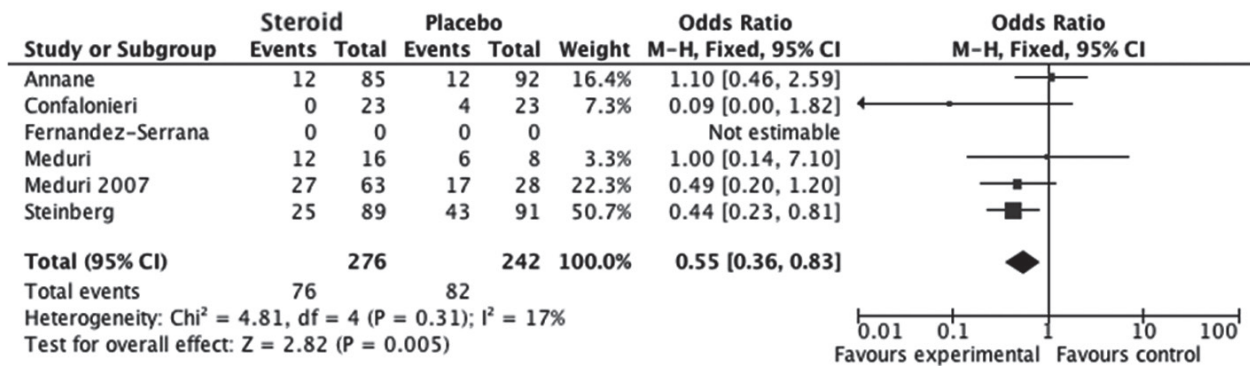 Steroid Placebo Odds Ratio Odds Ratio
Study or Subgroup Events Total Events Total Weight M-H, Fixed, 95% CI M-H, Fixed, 95% CI
Annane 12 85 12 92 16.4% 1.10 [0.46, 2.59]
Confalonieri 0 23 4 23 7.3% 0.09 [0.00, 1.82]
Fernandez-Serrana 0 0 0 0 Not estimable
Meduri 12 16 6 8 3.3% 1.00 [0.14, 7.10]
Meduri 2007 27 63 17 28 22.3% 0.49 [0.20, 1.20]
Steinberg 25 89 43 91 50.7% 0.44 [0.23, 0.81]
Total (95% CI) 276 242 100.0% 0.55 [0.36, 0.83]
Total events 76 82
Heterogeneity: Chi² = 4.81, df = 4 (P = 0.31); I² = 17%
Test for overall effect: Z = 2.82 (P = 0.005)
0.01 0.1 1 10 100
Favours experimental Favours control